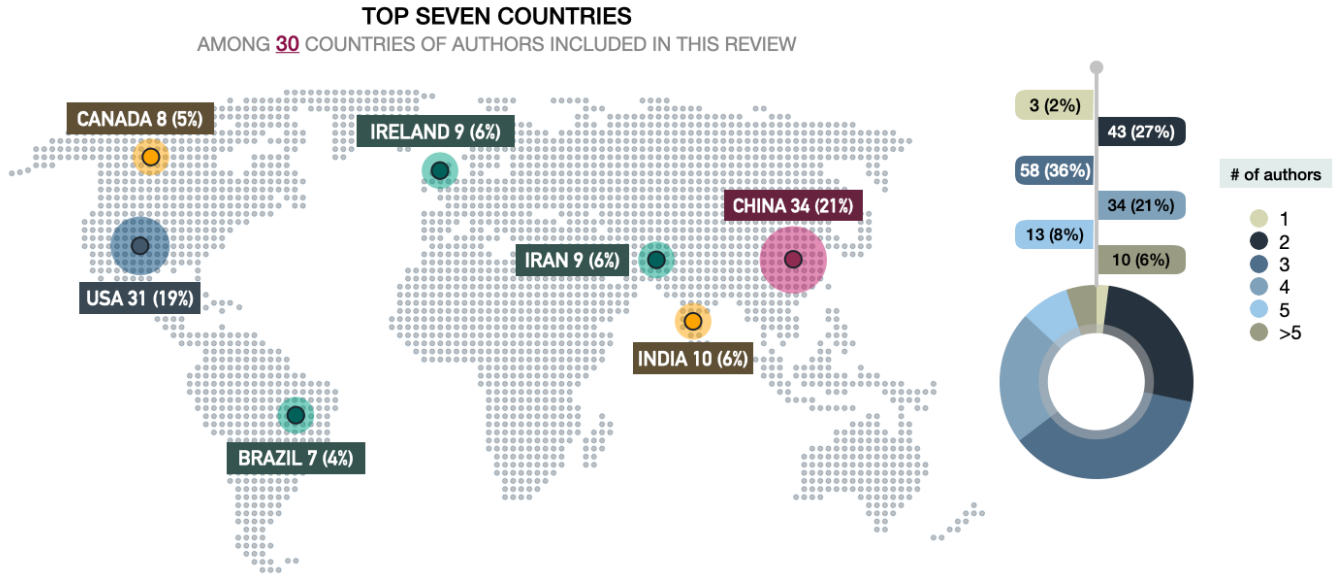 TOP SEVEN COUNTRIES
AMONG 30 COUNTRIES OF AUTHORS INCLUDED IN THIS REVIEW
CANADA 8 (5%)
IRELAND 9 (6%)
CHINA 34 (21%)
IRAN 9 (6%)
USA 31 (19%)
INDIA 10 (6%)
BRAZIL 7 (4%)
3 (2%)
43 (27%)
58 (36%)
34 (21%)
13 (8%)
10 (6%)
# of authors
1
2
3
4
5
>5